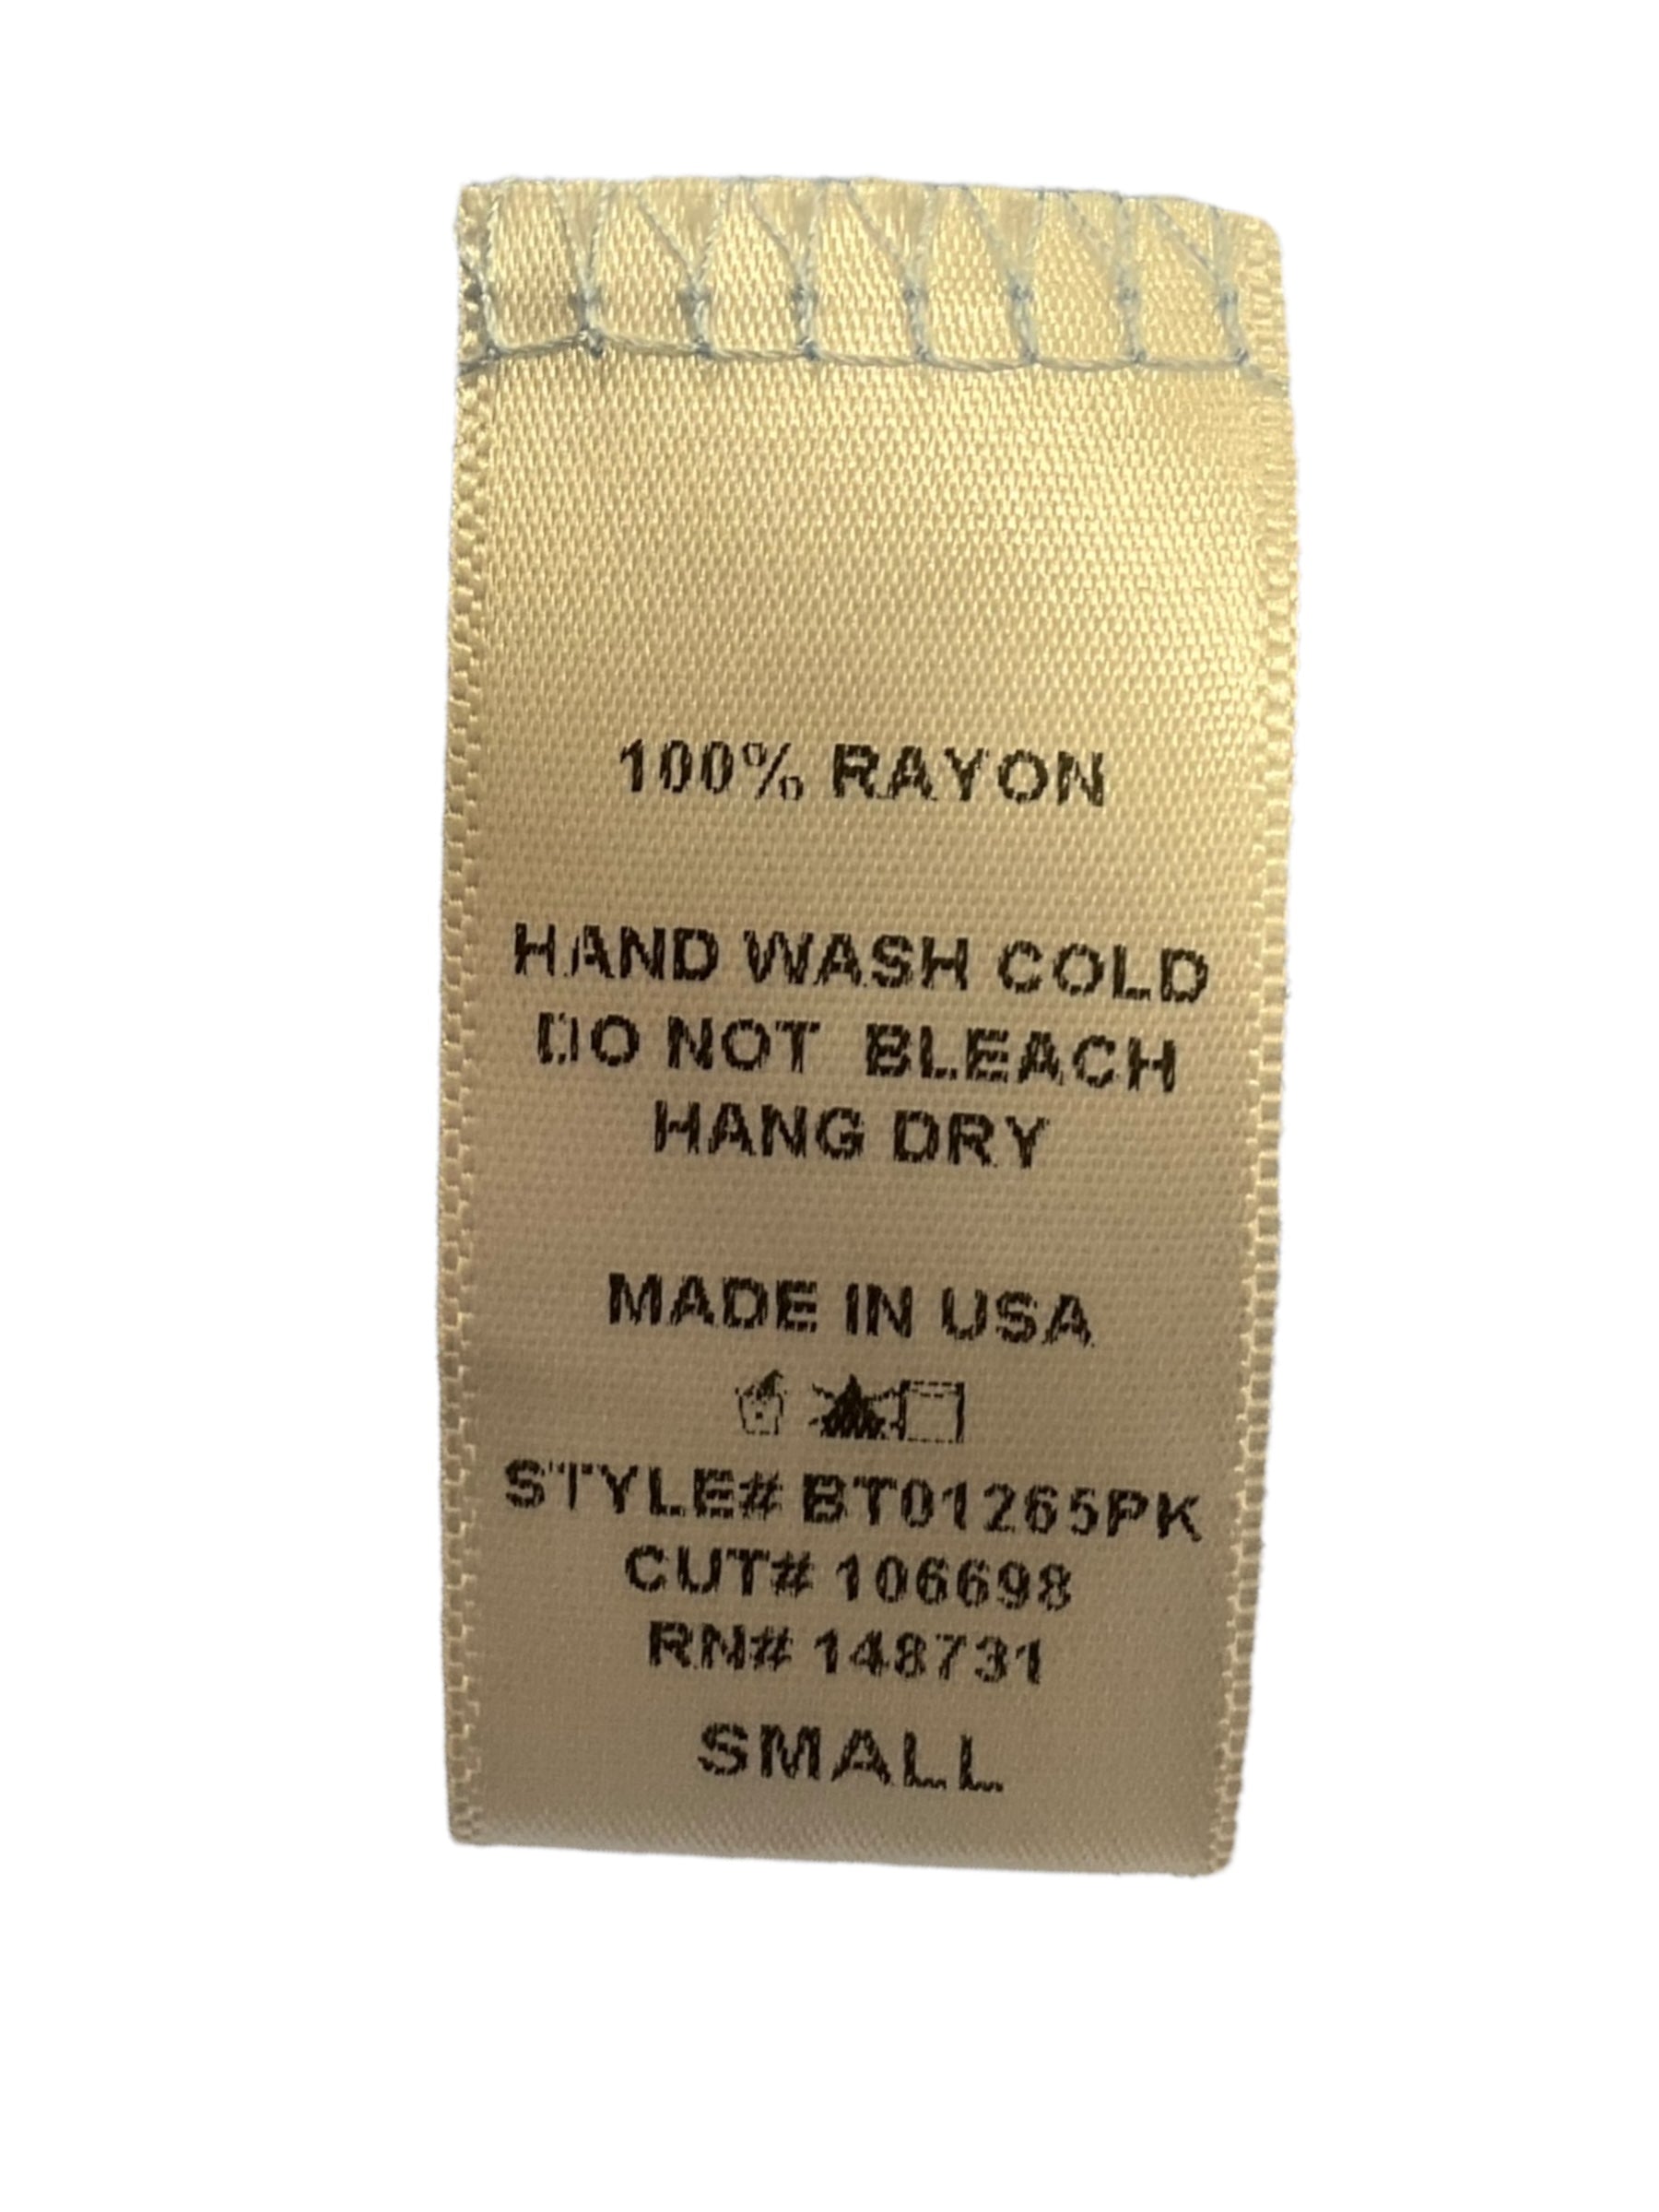 100% RAYON
HAND WASH COLD
DO NOT BLEACH
HANG DRY
MADE IN USA
STYLE# BT01265PK
CUT# 106698
RN# 148731
SMALL